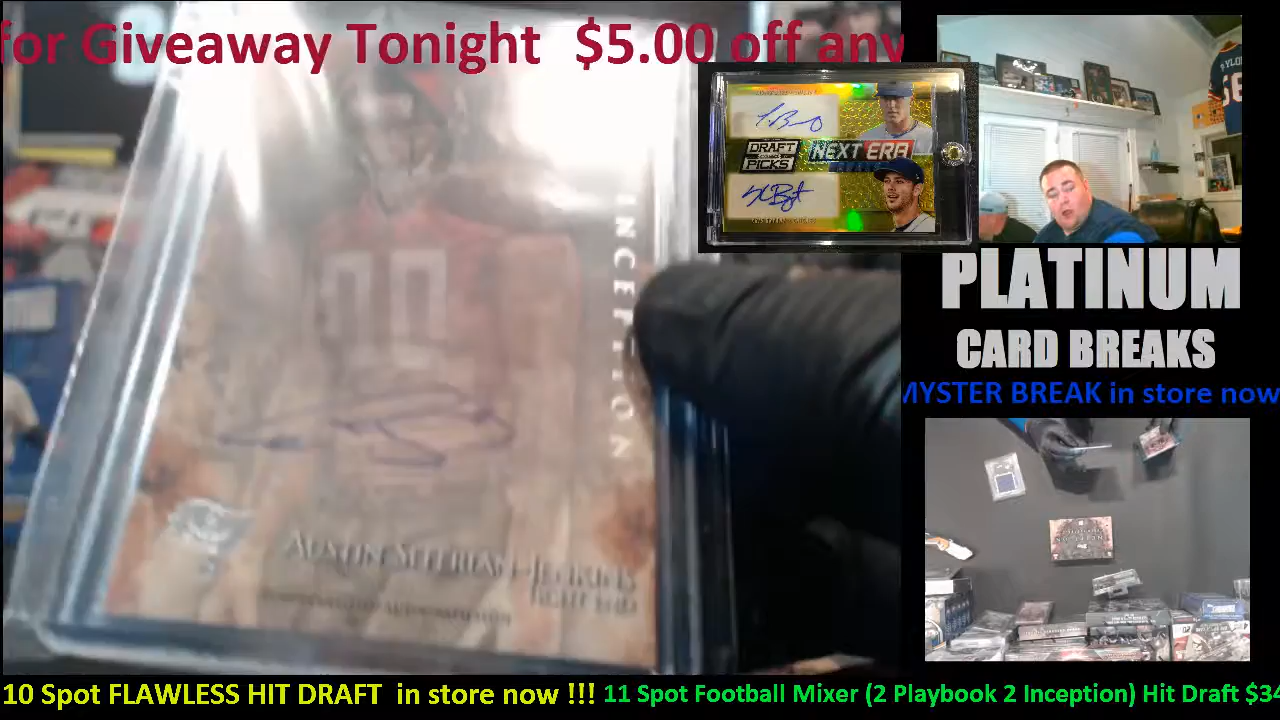 for Giveaway Tonight $5.00 off any
DRAFT
PICKS
NEXT ERA
INCEPTION
AUSTIN SEFERIAN-JENKINS
TIGHT END
PLATINUM
CARD BREAKS
MYSTER BREAK in store now
10 Spot FLAWLESS HIT DRAFT in store now !!! 11 Spot Football Mixer (2 Playbook 2 Inception) Hit Draft $34